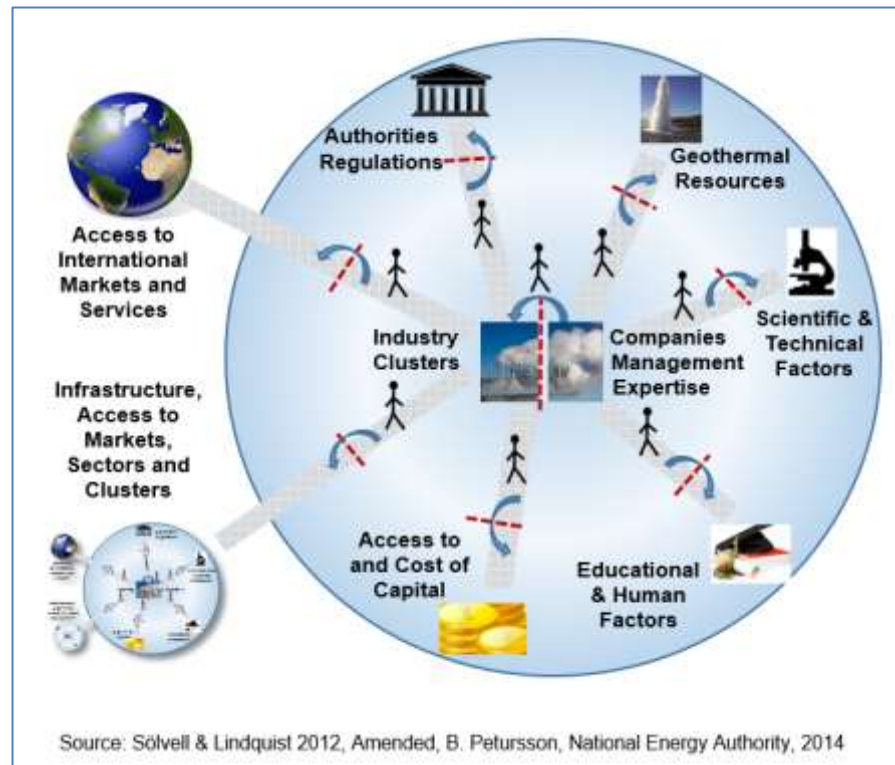 Authorities
Regulations
Geothermal
Resources
Access to
International
Markets and
Services
Scientific &
Technical
Factors
Industry
Clusters
Companies
Management
Expertise
Infrastructure,
Access to
Markets,
Sectors and
Clusters
Access to
and Cost of
Capital
Educational
& Human
Factors
Source: Sölvell & Lindquist 2012, Amended, B. Petursson, National Energy Authority, 2014